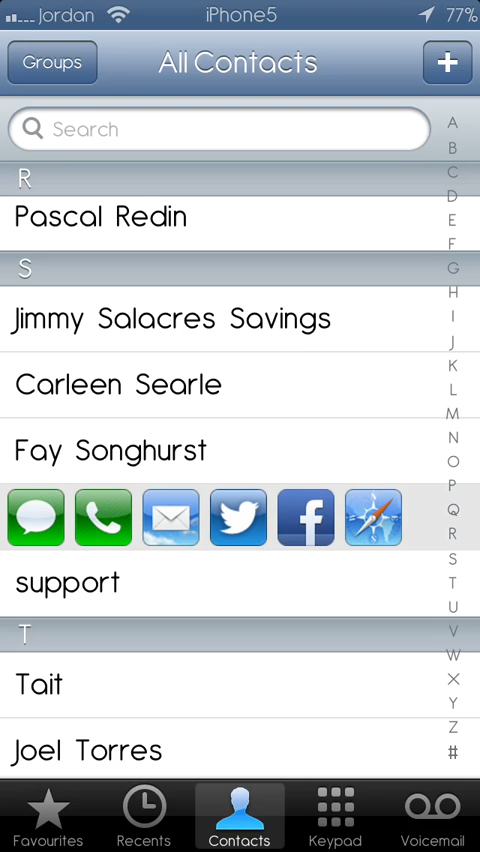 Jordan iPhone5 77%
Groups All Contacts +
Search
R
Pascal Redin
S
Jimmy Salacres Savings
Carleen Searle
Fay Songhurst
support
T
Tait
Joel Torres
A
B
C
D
E
F
G
H
I
J
K
L
M
N
O
P
Q
R
S
T
U
V
W
X
Y
Z
#
Favourites Recents Contacts Keypad Voicemail